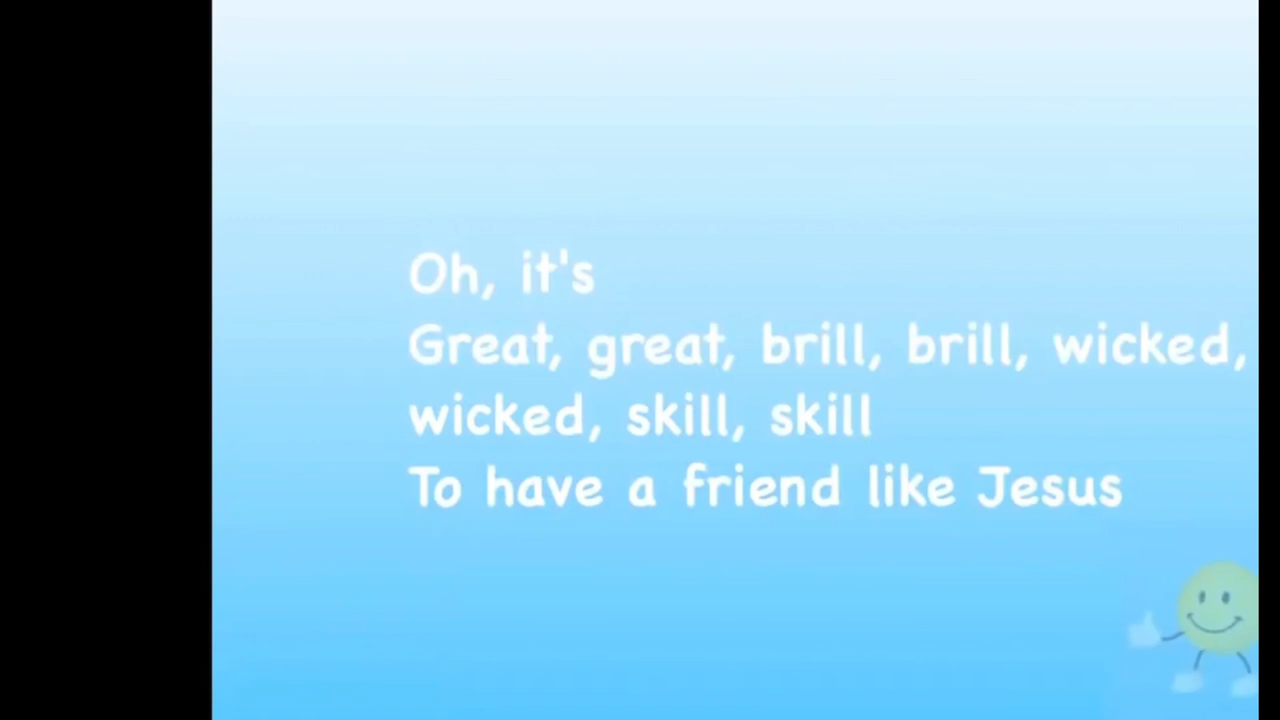 Oh, it's
Great, great, brill, brill, wicked,
wicked, skill, skill
To have a friend like Jesus